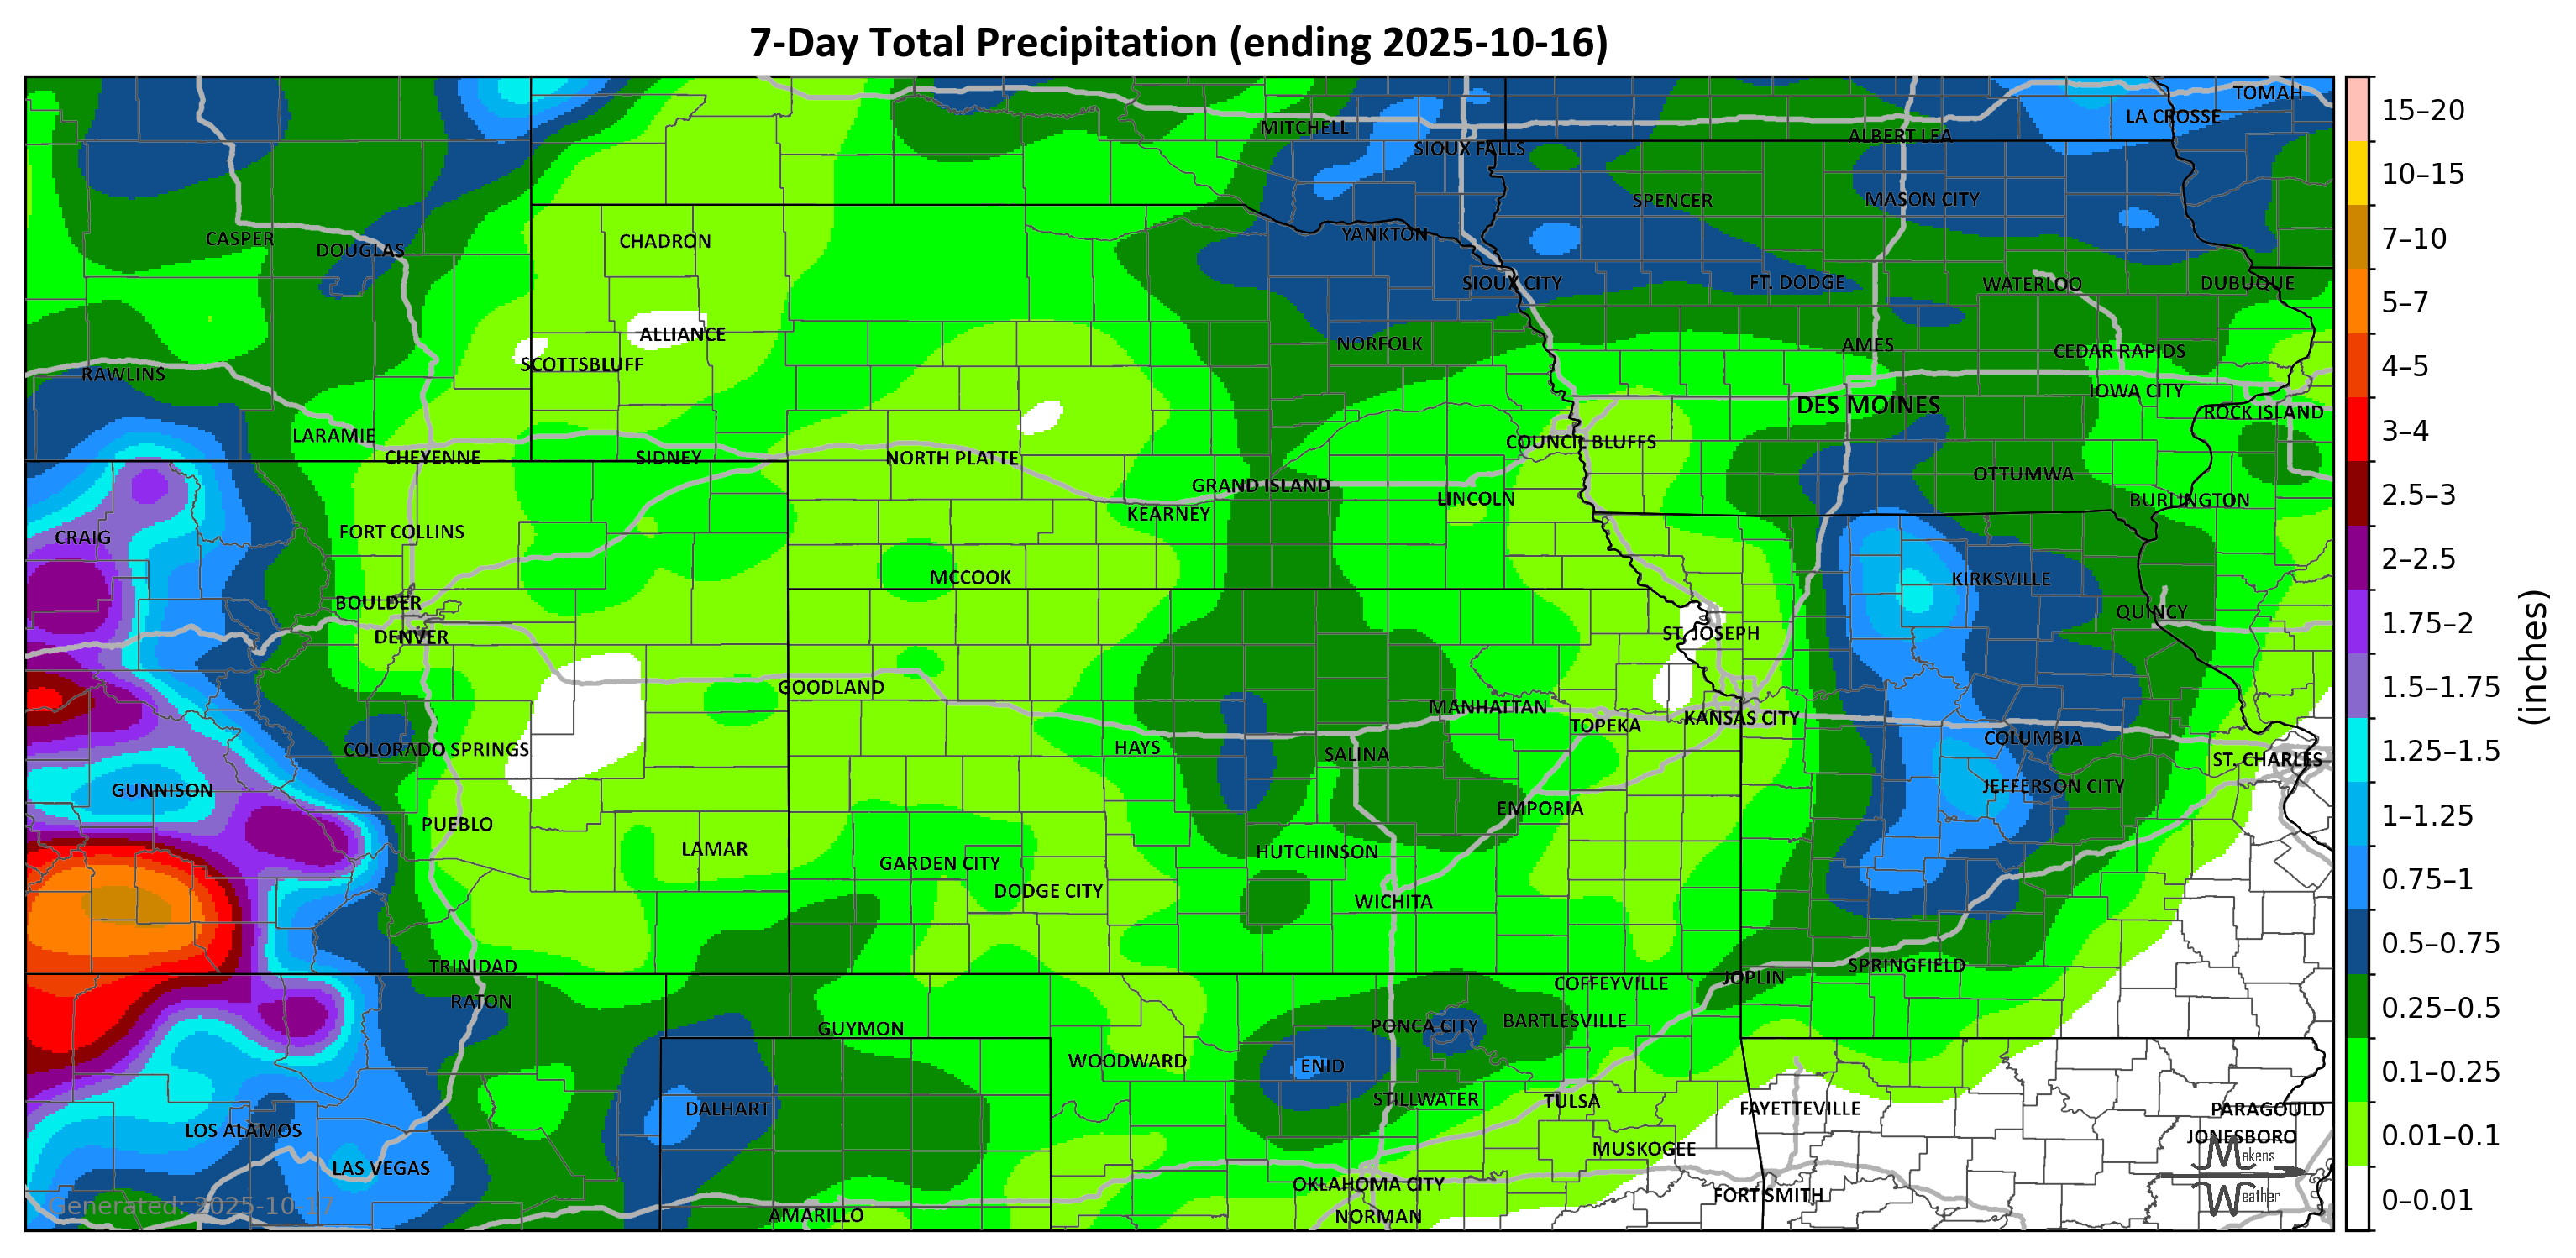 7-Day Total Precipitation (ending 2025-10-16)
TOMAH
LA CROSSE
MITCHELL
ALBERT LEA
SIOUX FALLS
SPENCER
MASON CITY
CASPER
DOUGLAS
CHADRON
YANKTON
SIOUX CITY
FT. DODGE
WATERLOO
DUBUQUE
ALLIANCE
NORFOLK
AMES
CEDAR RAPIDS
SCOTTSBLUFF
RAWLINS
IOWA CITY
DES MOINES
ROCK ISLAND
LARAMIE
COUNCIL BLUFFS
CHEYENNE
SIDNEY
NORTH PLATTE
OTTUMWA
GRAND ISLAND
LINCOLN
BURLINGTON
KEARNEY
CRAIG
FORT COLLINS
MCCOOK
KIRKSVILLE
BOULDER
QUINCY
DENVER
ST. JOSEPH
GOODLAND
MANHATTAN
TOPEKA
KANSAS CITY
COLORADO SPRINGS
HAYS
SALINA
COLUMBIA
ST. CHARLES
GUNNISON
JEFFERSON CITY
EMPORIA
PUEBLO
LAMAR
GARDEN CITY
HUTCHINSON
DODGE CITY
WICHITA
TRINIDAD
SPRINGFIELD
JOPLIN
COFFEYVILLE
RATON
GUYMON
PONCA CITY
BARTLESVILLE
WOODWARD
ENID
DALHART
STILLWATER
TULSA
FAYETTEVILLE
PARAGOULD
LOS ALAMOS
JONESBORO
MUSKOGEE
LAS VEGAS
OKLAHOMA CITY
FORT SMITH
AMARILLO
NORMAN
Makens
Weather
Generated: 2025-10-17
15–20
10–15
7–10
5–7
4–5
3–4
2.5–3
2–2.5
1.75–2
1.5–1.75
1.25–1.5
1–1.25
0.75–1
0.5–0.75
0.25–0.5
0.1–0.25
0.01–0.1
0–0.01
(inches)